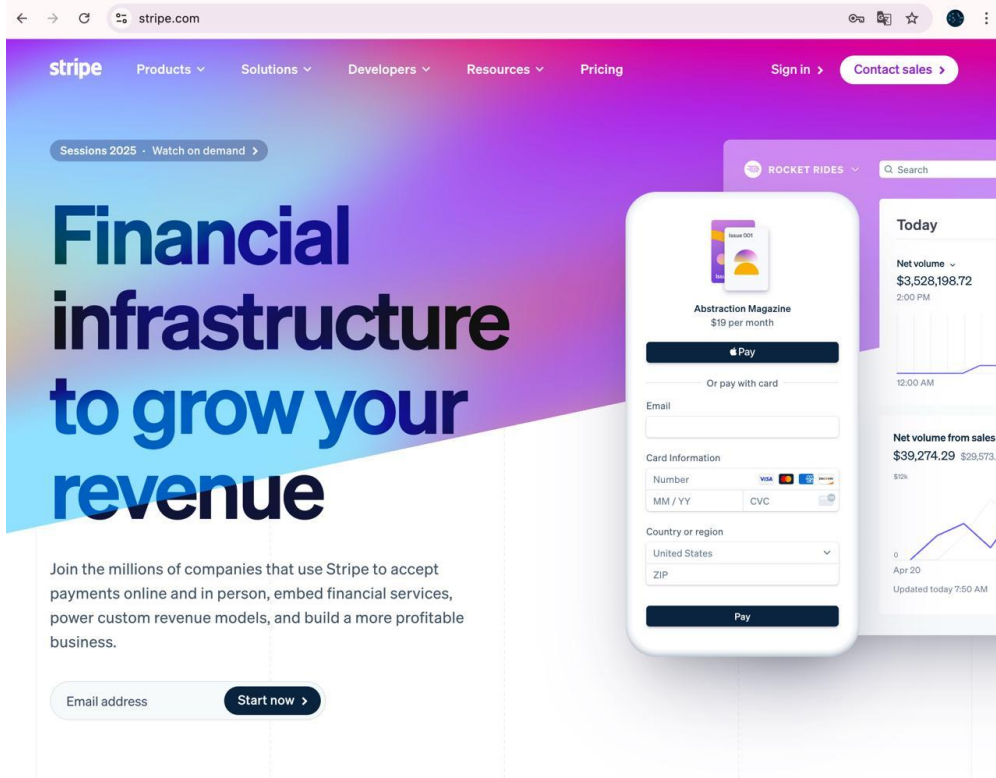 stripe.com
stripe
Products
Solutions
Developers
Resources
Pricing
Sign in
Contact sales
Sessions 2025 · Watch on demand
Financial
infrastructure
to grow your
revenue
Join the millions of companies that use Stripe to accept
payments online and in person, embed financial services,
power custom revenue models, and build a more profitable
business.
Email address
Start now
Issue 001
Abstraction Magazine
$19 per month
Pay
Or pay with card
Email
Card Information
Number
VISA
MM / YY
CVC
Country or region
United States
ZIP
Pay
ROCKET RIDES
Search
Today
Net volume
$3,528,198.72
2:00 PM
12:00 AM
Net volume from sales
$39,274.29 $29,573.
$12k
0
Apr 20
Updated today 7:50 AM